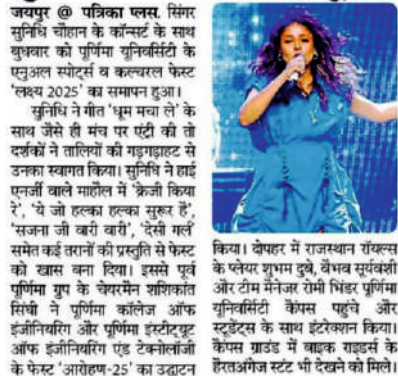 जयपुर @ पत्रिका प्लस. सिंगर
सुनिधि चौहान के कॉन्सर्ट के साथ
बुधवार को पूर्णिमा यूनिवर्सिटी के
एनुअल स्पोर्ट्स व कल्चरल फेस्ट
'लक्ष्य 2025' का समापन हुआ।
सुनिधि ने गीत 'धूम मचा ले' के
साथ जैसे ही मंच पर एंट्री की तो
दर्शकों ने तालियों की गड़गड़ाहट से
उनका स्वागत किया। सुनिधि ने हाई
एनर्जी वाले माहौल में 'क्रेजी किया
रे', 'ये जो हल्का हल्का सुरूर है',
'सजना जी वारी वारी', 'देसी गर्ल'
समेत कई तरानों की प्रस्तुति से फेस्ट
को खास बना दिया। इससे पूर्व
पूर्णिमा ग्रुप के चेयरमैन शशिकांत
सिंघी ने पूर्णिमा कॉलेज ऑफ
इंजीनियरिंग और पूर्णिमा इंस्टीट्यूट
ऑफ इंजीनियरिंग एंड टेक्नोलॉजी
के फेस्ट 'आरोहण-25' का उद्घाटन
किया। दोपहर में राजस्थान रॉयल्स
के प्लेयर शुभम दुबे, वैभव सूर्यवंशी
और टीम मैनेजर रोमी भिंडर पूर्णिमा
यूनिवर्सिटी कैंपस पहुंचे और
स्टूडेंट्स के साथ इंटरेक्शन किया।
कैंपस ग्राउंड में बाइक राइडर्स के
हैरतअंगेज स्टंट भी देखने को मिले।